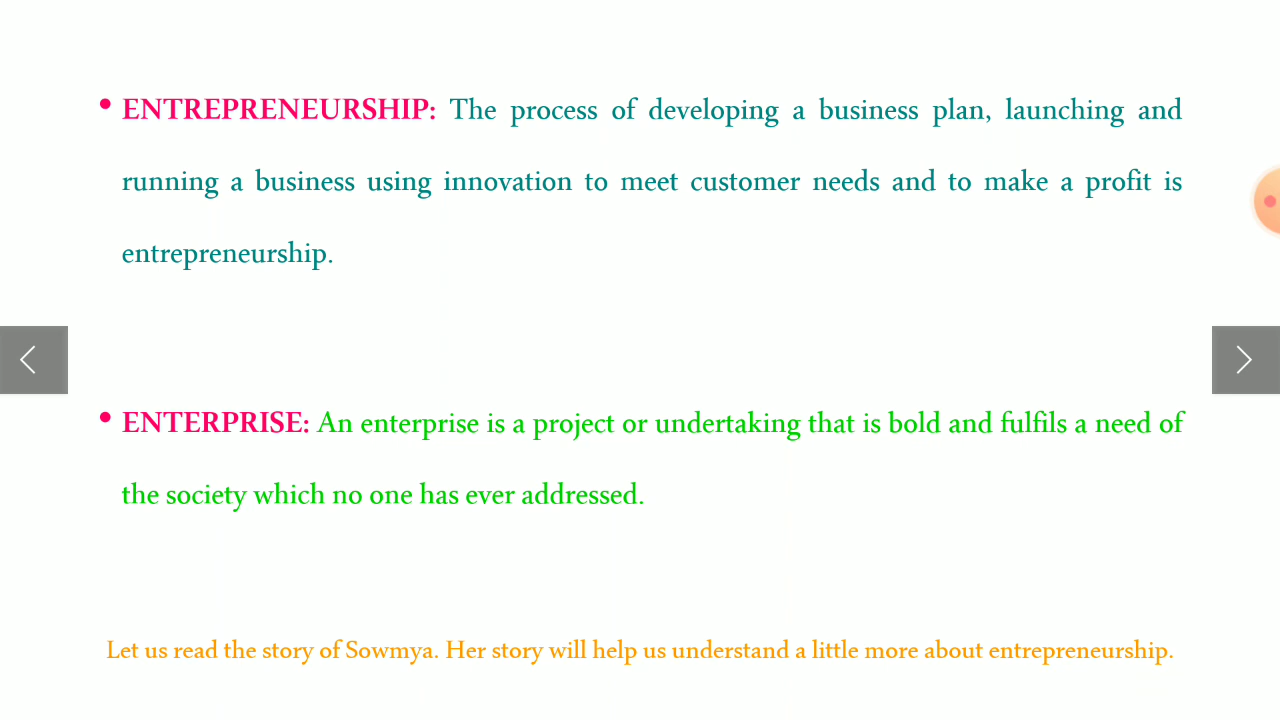 • ENTREPRENEURSHIP: The process of developing a business plan, launching and
running a business using innovation to meet customer needs and to make a profit is
entrepreneurship.
• ENTERPRISE: An enterprise is a project or undertaking that is bold and fulfils a need of
the society which no one has ever addressed.
Let us read the story of Sowmya. Her story will help us understand a little more about entrepreneurship.